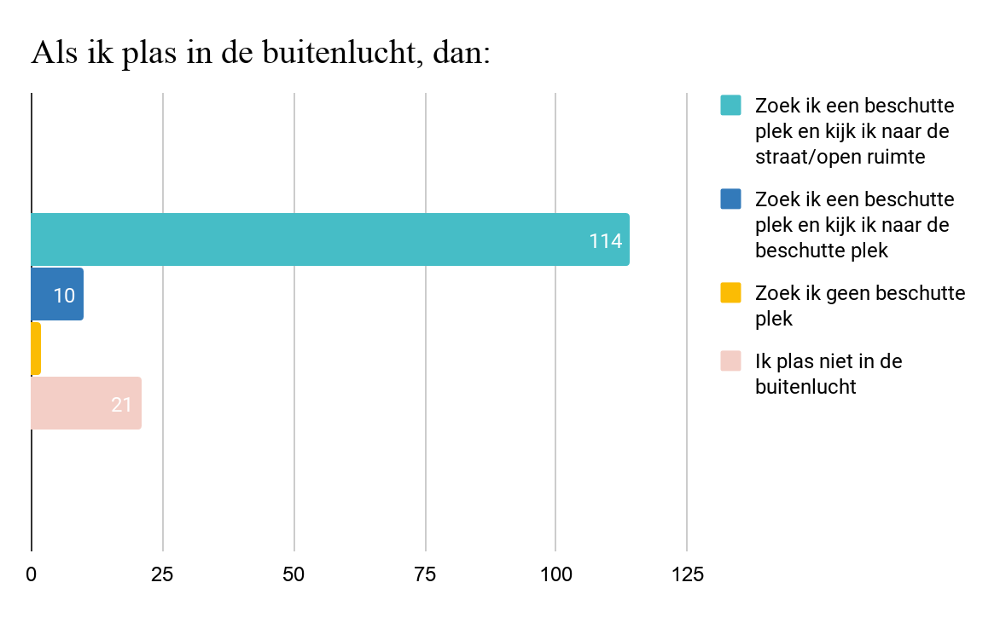 Als ik plas in de buitenlucht, dan:
Zoek ik een beschutte
plek en kijk ik naar de
straat/open ruimte
Zoek ik een beschutte
plek en kijk ik naar de
beschutte plek
Zoek ik geen beschutte
plek
Ik plas niet in de
buitenlucht
114
10
21
0 25 50 75 100 125